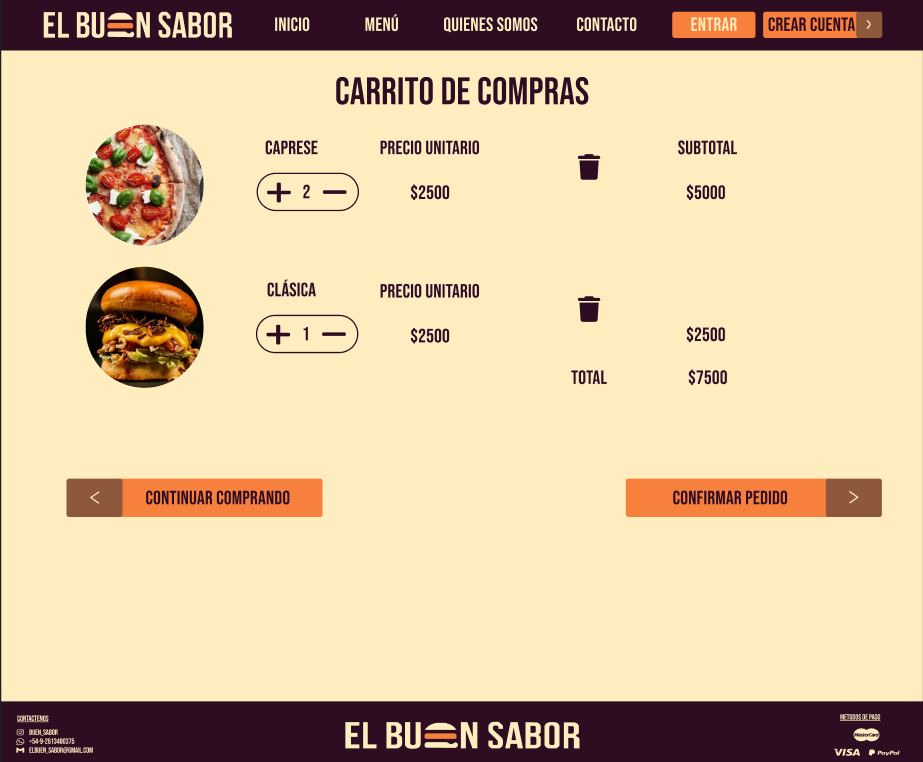 EL BUEN SABOR
INICIO
MENÚ
QUIENES SOMOS
CONTACTO
ENTRAR
CREAR CUENTA >
CARRITO DE COMPRAS
CAPRESE
PRECIO UNITARIO
SUBTOTAL
+ 2 −
$2500
$5000
CLÁSICA
PRECIO UNITARIO
+ 1 −
$2500
$2500
TOTAL
$7500
< CONTINUAR COMPRANDO
CONFIRMAR PEDIDO >
CONTACTENOS
BUEN_SABOR
+54-9-2613480375
ELBUEN_SABOR@GMAIL.COM
EL BUEN SABOR
METODOS DE PAGO
MasterCard
VISA
PayPal